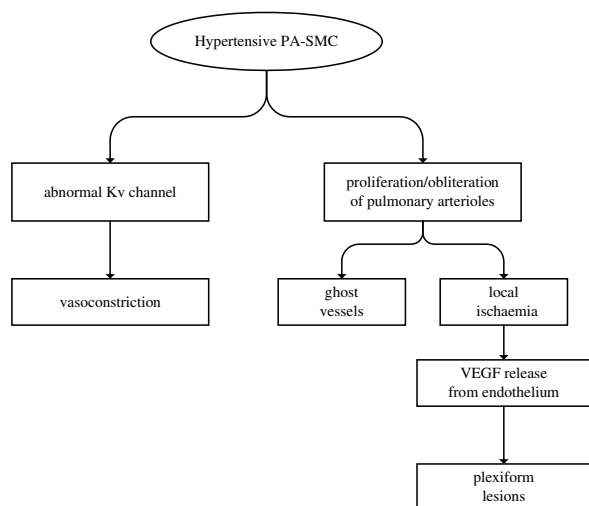 Hypertensive PA-SMC
abnormal Kv channel
proliferation/obliteration
of pulmonary arterioles
vasoconstriction
ghost
vessels
local
ischaemia
VEGF release
from endothelium
plexiform
lesions